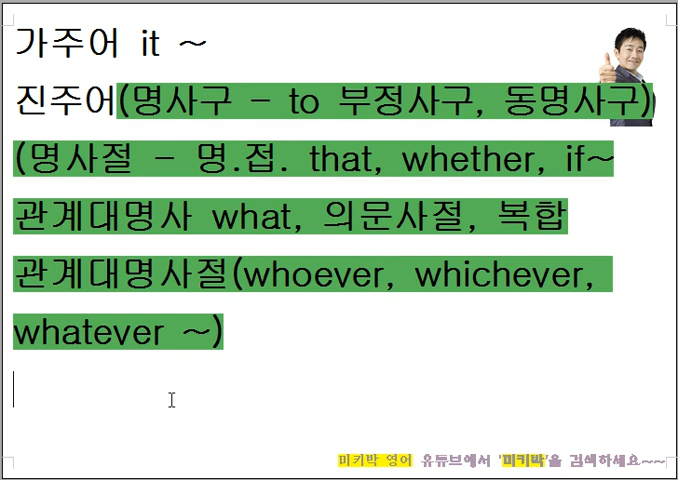 가주어 it ~
진주어(명사구 - to 부정사구, 동명사구)
(명사절 - 명.접. that, whether, if~
관계대명사 what, 의문사절, 복합
관계대명사절(whoever, whichever,
whatever ~)
미키박 영어 유튜브에서 '미키박'을 검색하세요~~